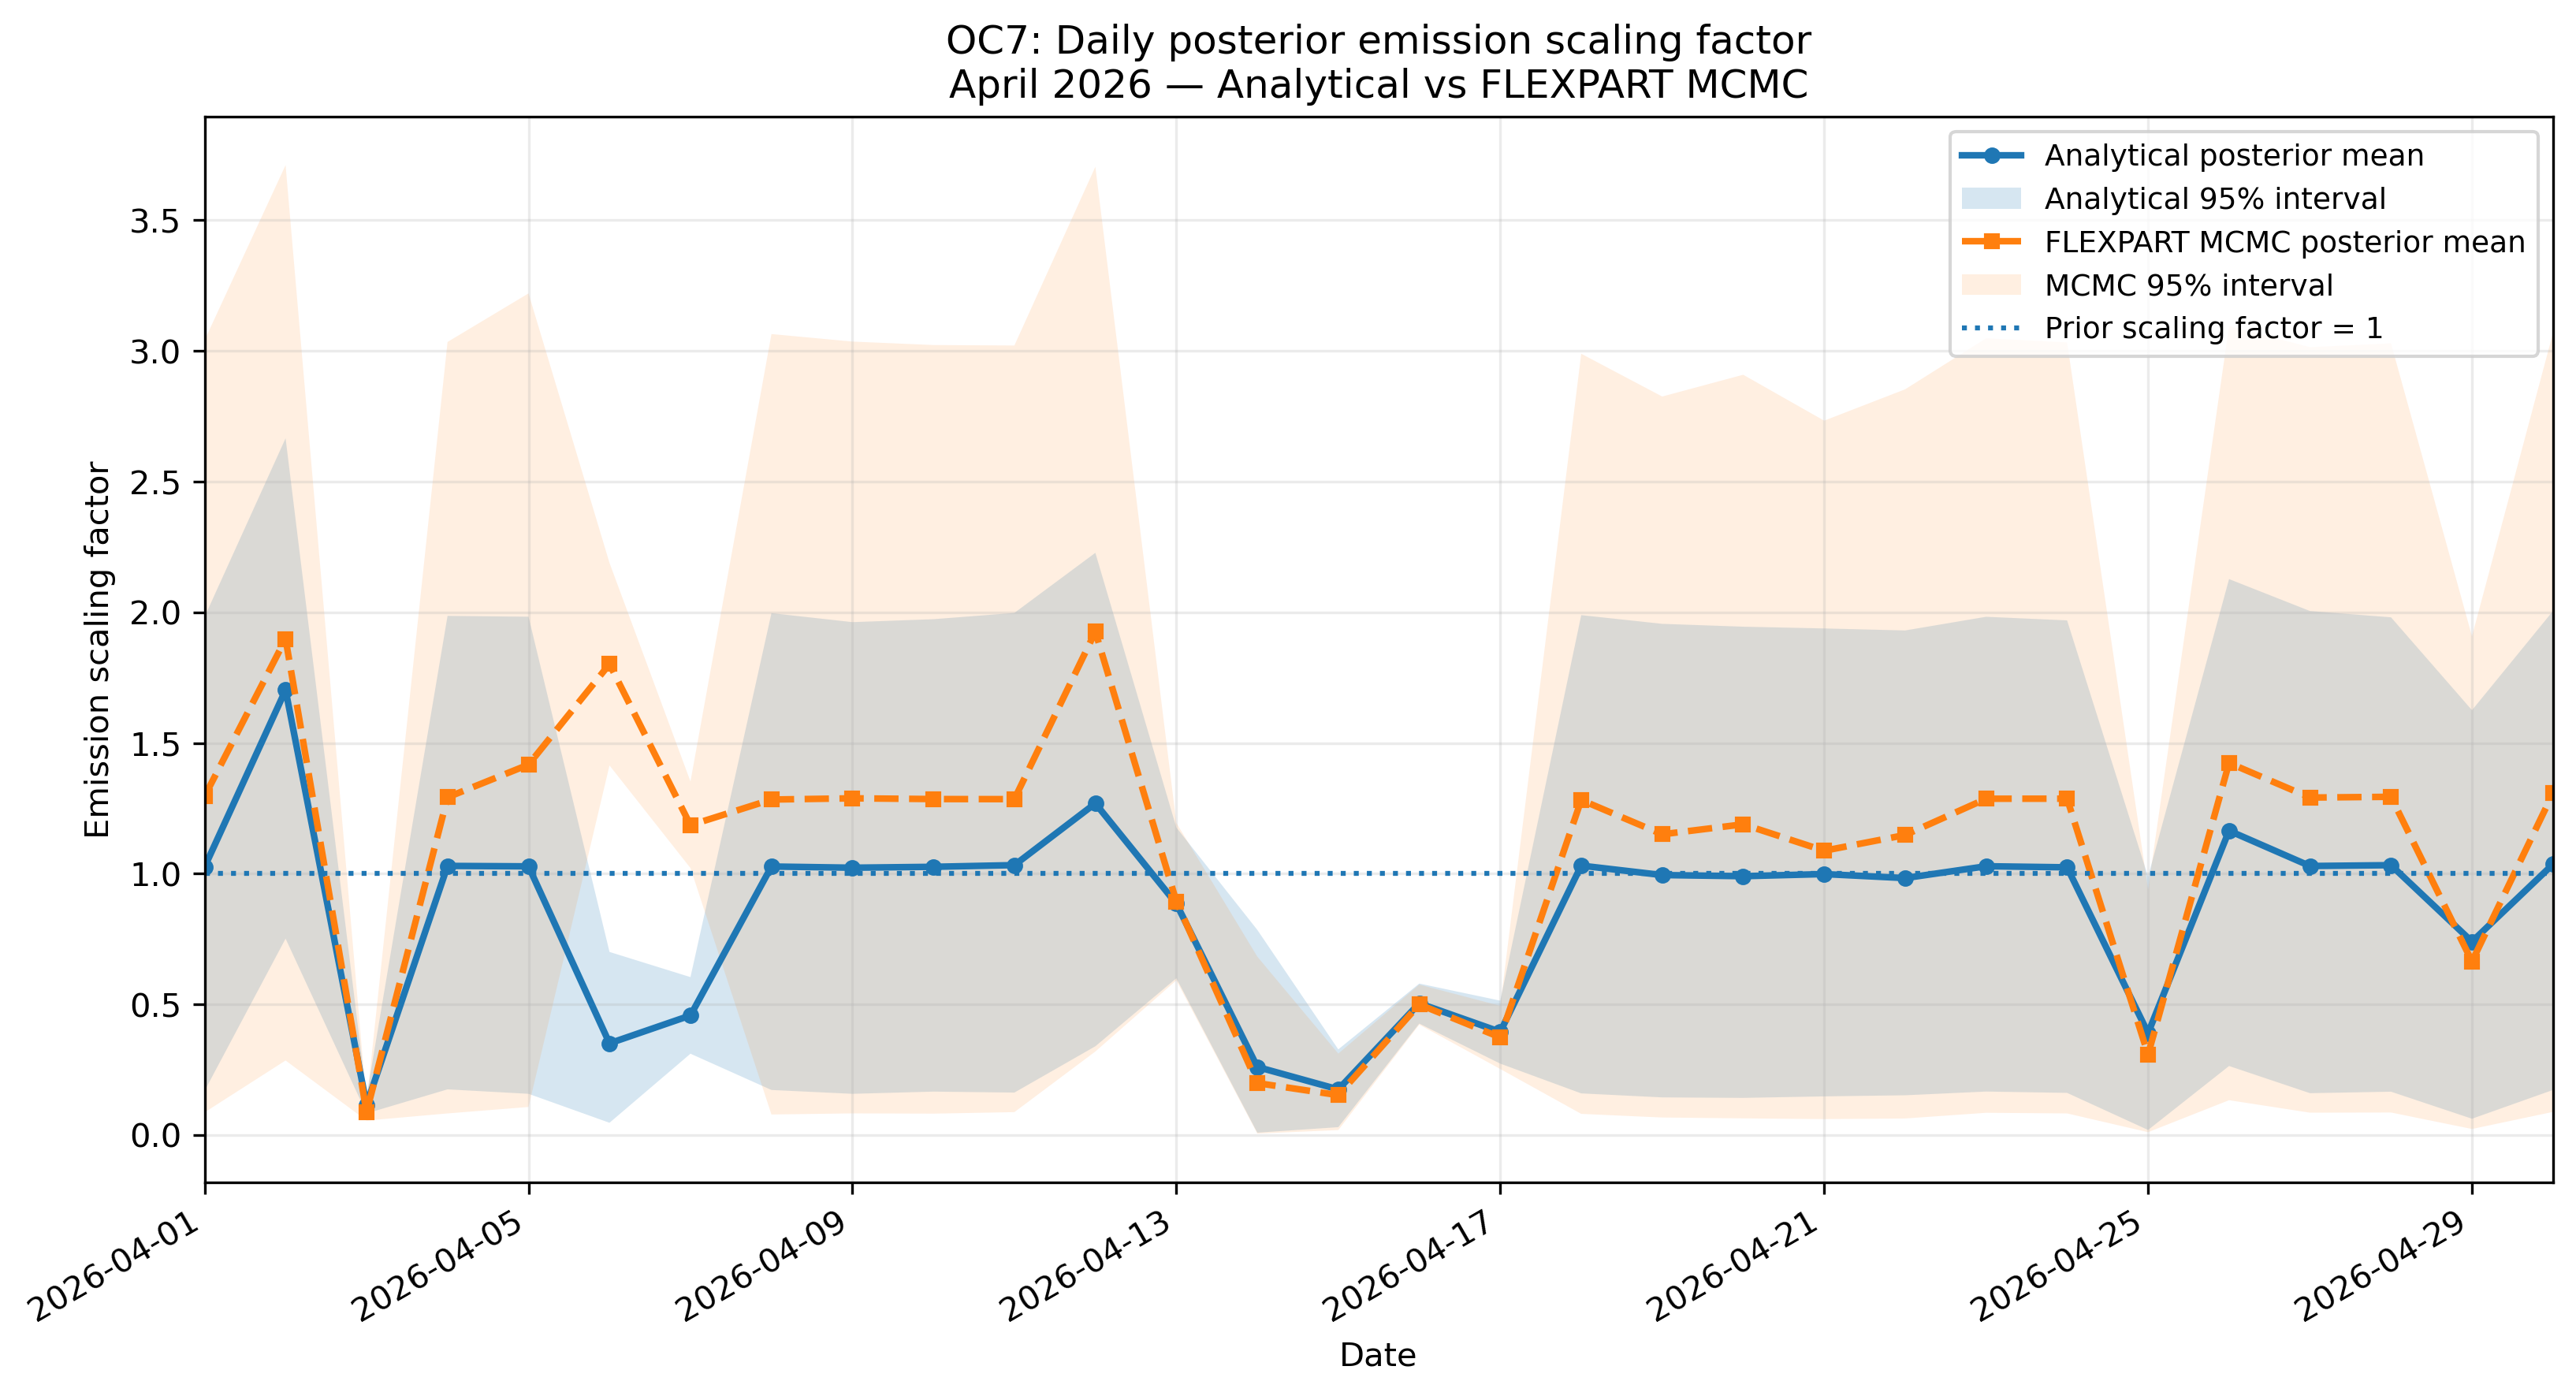 OC7: Daily posterior emission scaling factor
April 2026 — Analytical vs FLEXPART MCMC
Analytical posterior mean
Analytical 95% interval
FLEXPART MCMC posterior mean
MCMC 95% interval
Prior scaling factor = 1
Emission scaling factor
3.5
3.0
2.5
2.0
1.5
1.0
0.5
0.0
2026-04-01
2026-04-05
2026-04-09
2026-04-13
2026-04-17
2026-04-21
2026-04-25
2026-04-29
Date